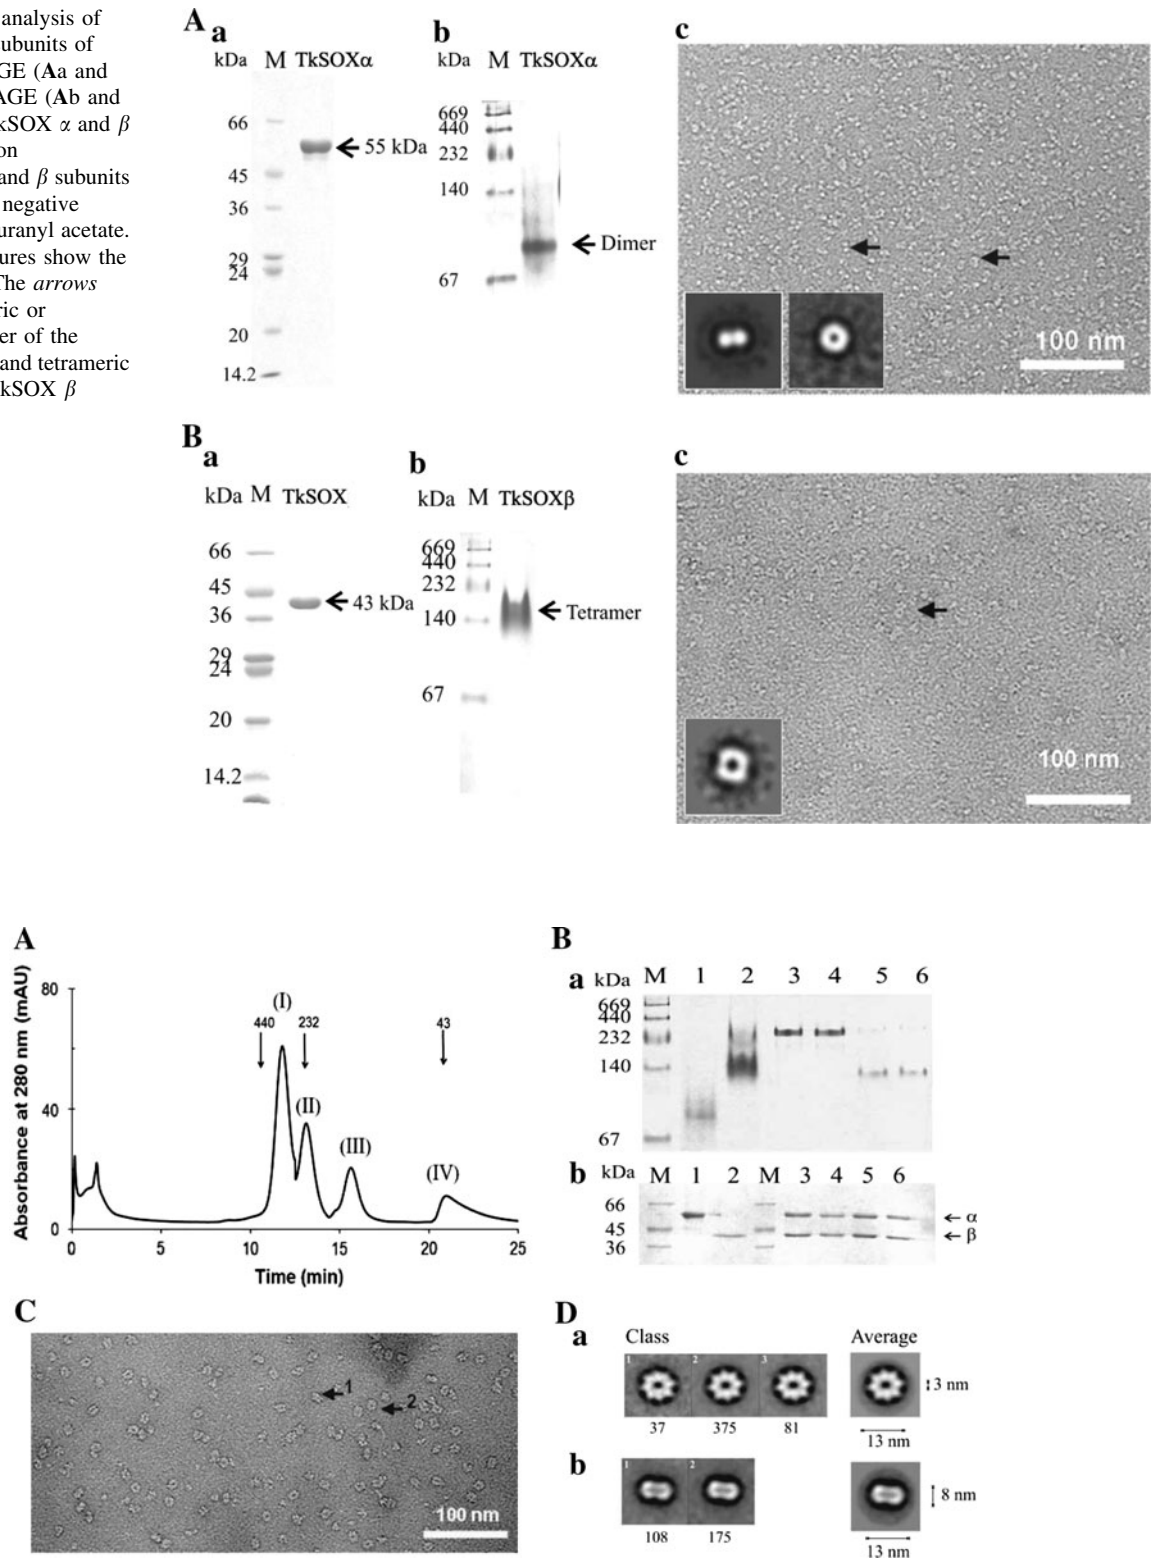 analysis of
subunits of
GE (Aa and
AGE (Ab and
kSOX α and β
on
and β subunits
negative
uranyl acetate.
ures show the
The arrows
ric or
er of the
and tetrameric
kSOX β
A
a
kDa M TkSOXα
66
45
36
29
24
20
14.2
55 kDa
b
kDa M TkSOXα
669
440
232
140
67
Dimer
c
100 nm
B
a
kDa M TkSOX
66
45
36
29
24
20
14.2
43 kDa
b
kDa M TkSOXβ
669
440
232
140
67
Tetramer
c
100 nm
A
Absorbance at 280 nm (mAU)
80
40
0
(I)
440
232
43
(II)
(III)
(IV)
0 5 10 15 20 25
Time (min)
B
a kDa M 1 2 3 4 5 6
669
440
232
140
67
b kDa M 1 2 M 3 4 5 6
66
45
36
α
β
C
1
2
100 nm
D
a Class Average
1 2 3
3 nm
37 375 81
13 nm
b
1 2
8 nm
108 175
13 nm